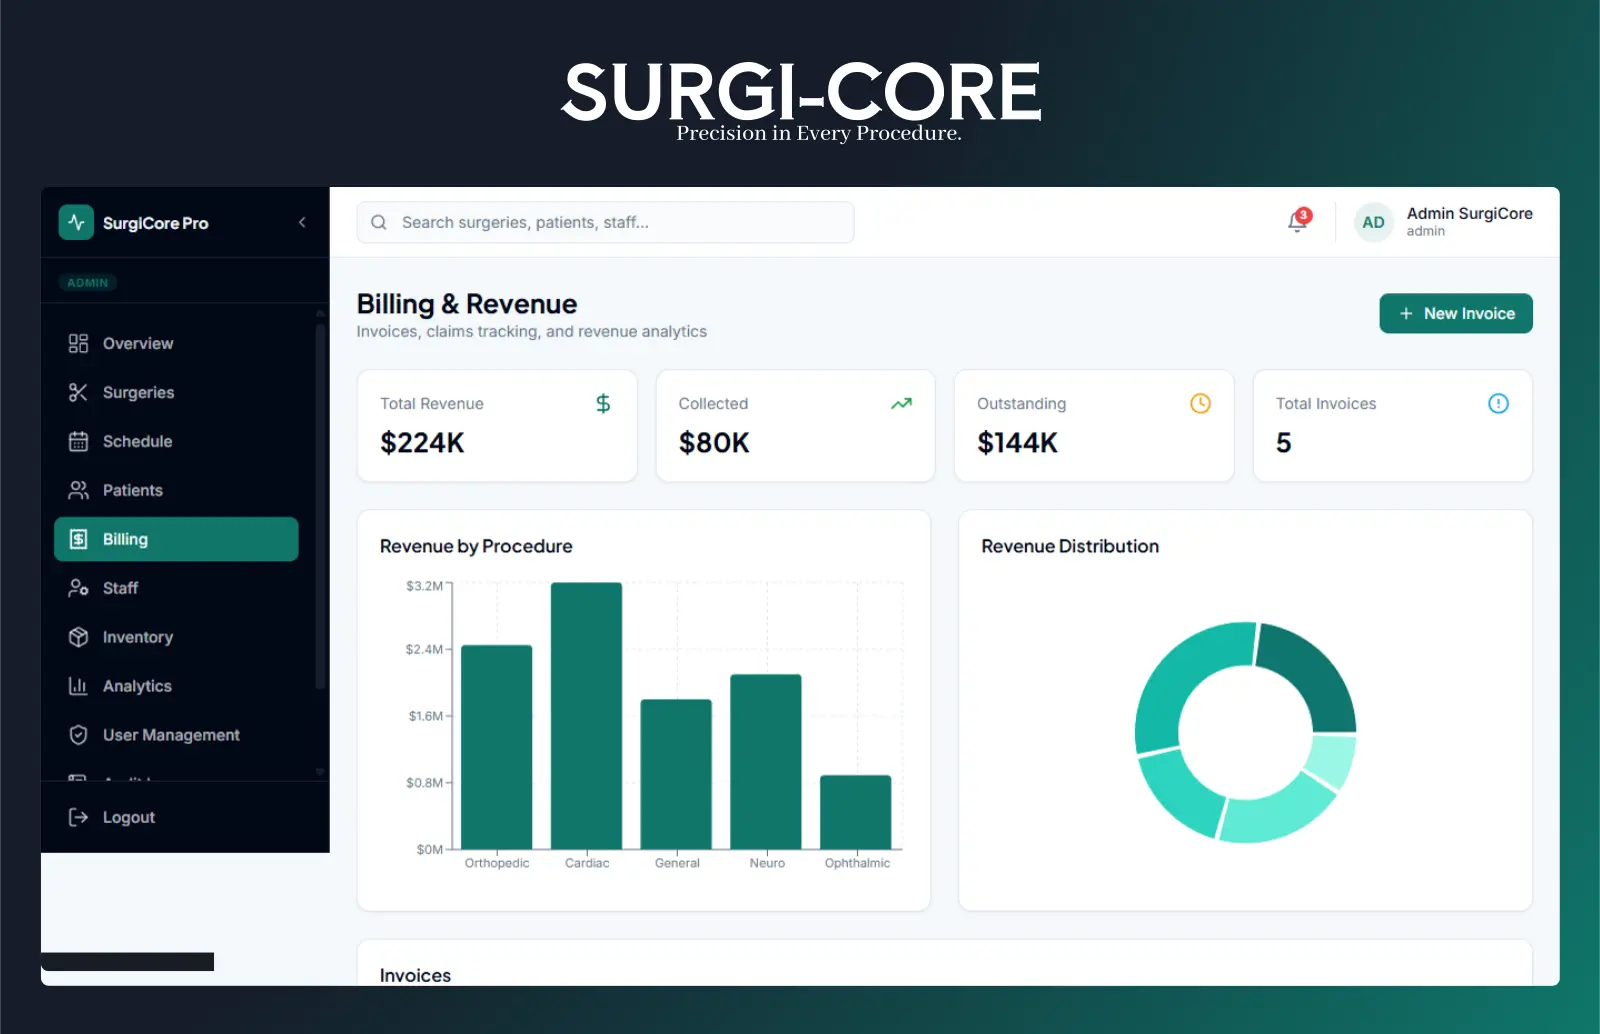 SURGI-CORE
Precision in Every Procedure.
SurgiCore Pro
ADMIN
Overview
Surgeries
Schedule
Patients
Billing
Staff
Inventory
Analytics
User Management
Logout
Search surgeries, patients, staff...
3
AD
Admin SurgiCore
admin
Billing & Revenue
Invoices, claims tracking, and revenue analytics
+ New Invoice
Total Revenue
$
$224K
Collected
$80K
Outstanding
$144K
Total Invoices
5
Revenue by Procedure
$3.2M
$2.4M
$1.6M
$0.8M
$0M
Orthopedic
Cardiac
General
Neuro
Ophthalmic
Revenue Distribution
Invoices